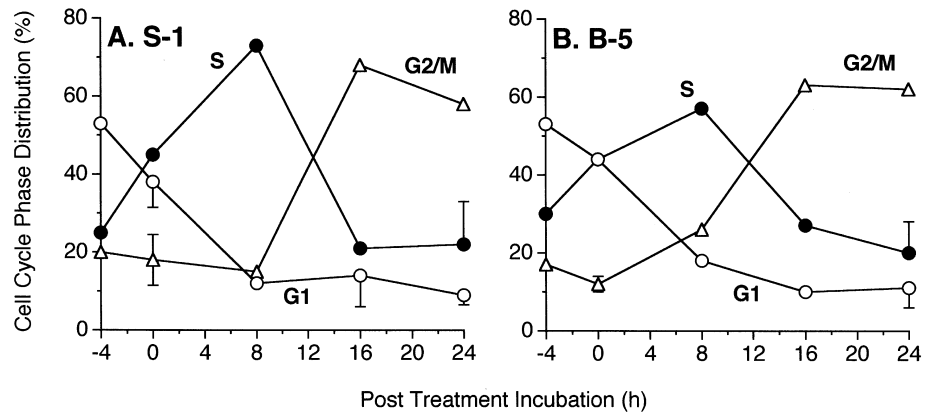 Cell Cycle Phase Distribution (%)
A. S-1
80
60
40
20
0
S
G2/M
G1
-4 0 4 8 12 16 20 24
B. B-5
80
60
40
20
0
S
G2/M
G1
-4 0 4 8 12 16 20 24
Post Treatment Incubation (h)